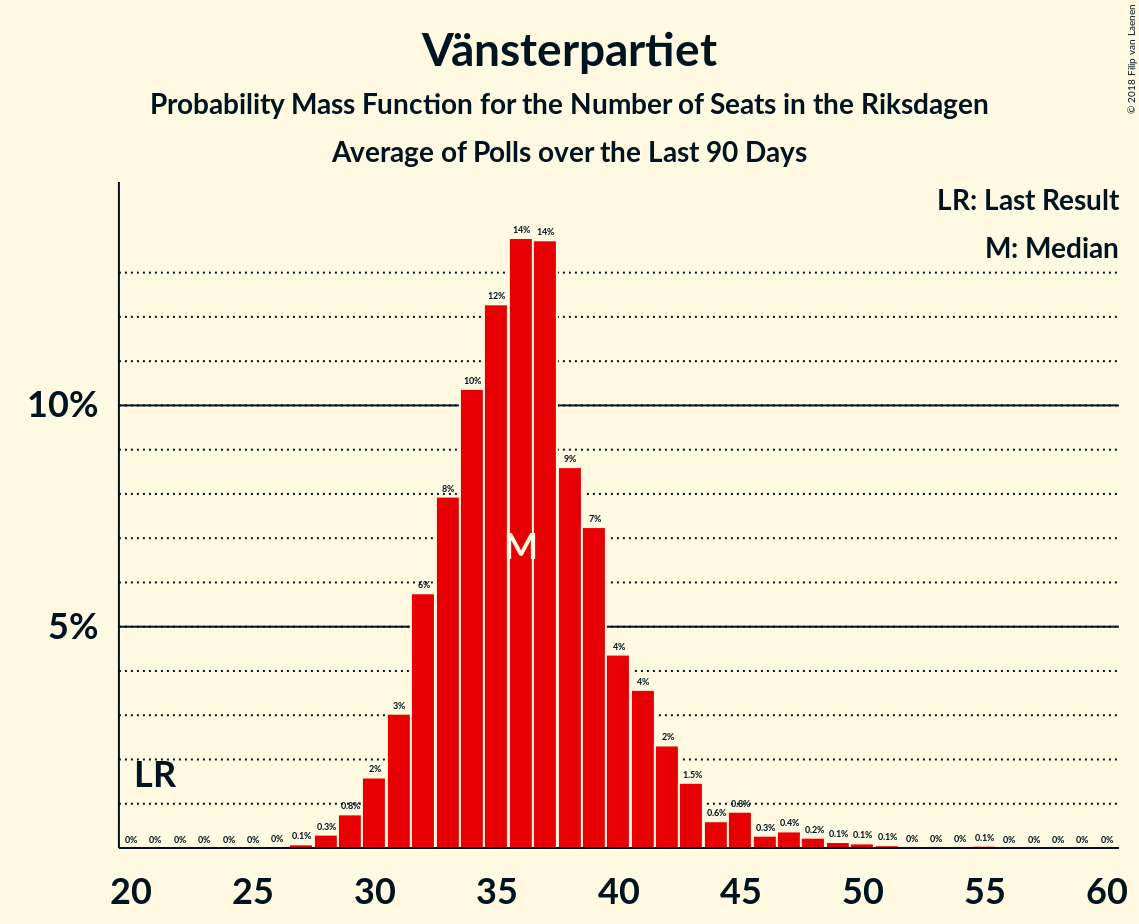 Vänsterpartiet
Probability Mass Function for the Number of Seats in the Riksdagen
Average of Polls over the Last 90 Days
© 2018 Filip van Laenen
LR: Last Result
M: Median
10%
5%
0% 0% 0% 0% 0% 0% 0% 0.1% 0.3% 0.8% 2% 3% 6% 8% 10% 12% 14% 14% 9% 7% 4% 4% 2% 1.5% 0.6% 0.8% 0.3% 0.4% 0.2% 0.1% 0.1% 0.1% 0% 0% 0% 0.1% 0% 0% 0% 0% 0%
M
LR
20 25 30 35 40 45 50 55 60